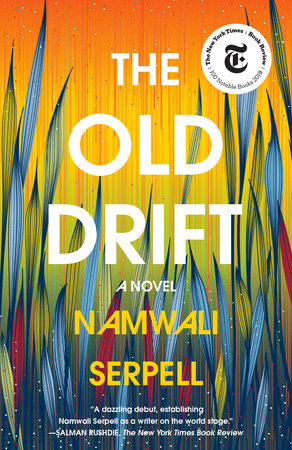 The New York Times | Book Review
T
100 Notable Books 2019
THE
OLD
DRIFT
A NOVEL
NAMWALI
SERPELL
“A dazzling debut, establishing
Namwali Serpell as a writer on the world stage.”
—SALMAN RUSHDIE, The New York Times Book Review